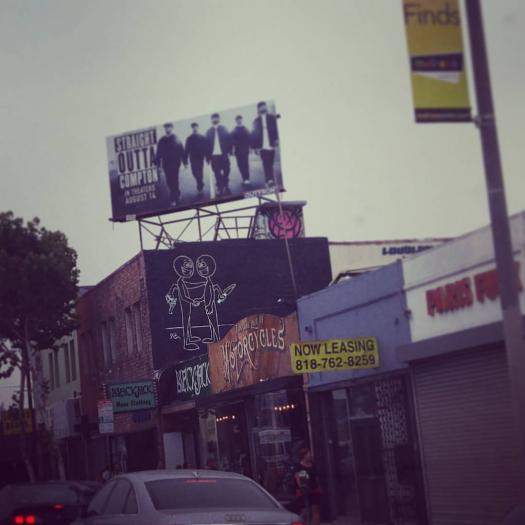 Finds
melrose
STRAIGHT
OUTTA
COMPTON
IN THEATERS
AUGUST 14
MOTORCYCLES
BLACKJACK
NOW LEASING
818-762-8259
BLACKJACK
Mens Clothing
PARIS